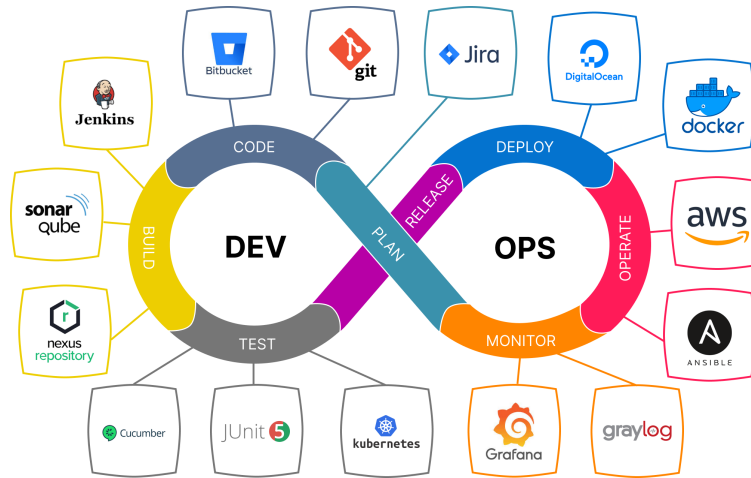 Bitbucket
git
Jira
DigitalOcean
Jenkins
docker
CODE
DEPLOY
RELEASE
sonar
qube
aws
BUILD
DEV
PLAN
OPS
OPERATE
r
nexus
repository
TEST
MONITOR
ANSIBLE
Cucumber
JUnit 5
kubernetes
Grafana
graylog